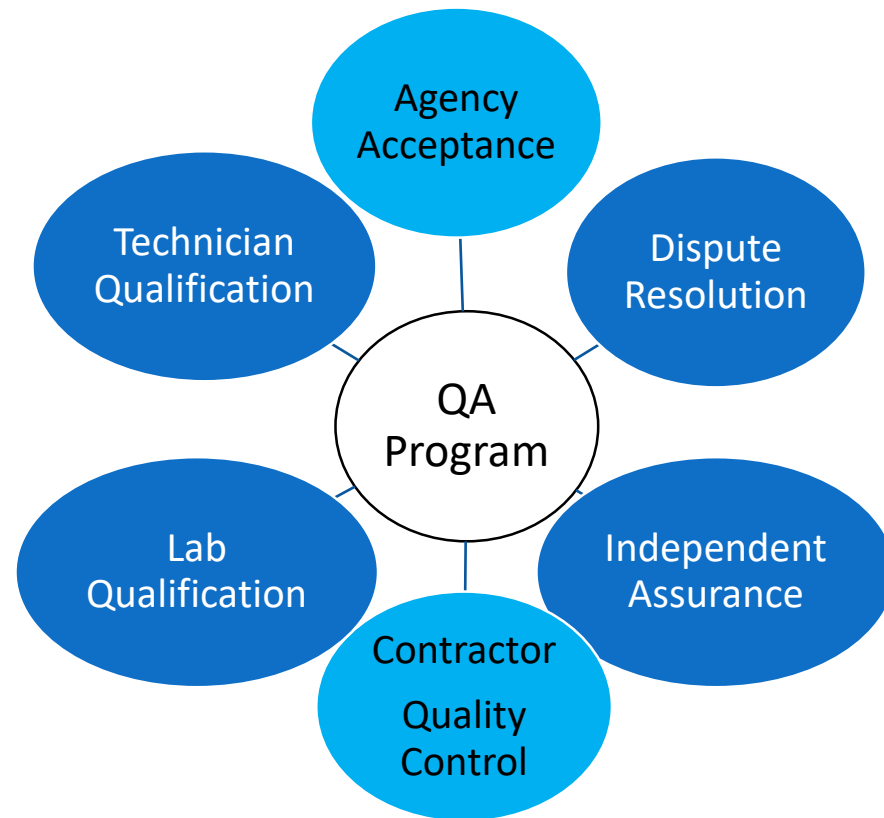 Agency
Acceptance
Technician
Qualification
Dispute
Resolution
QA
Program
Lab
Qualification
Independent
Assurance
Contractor
Quality
Control